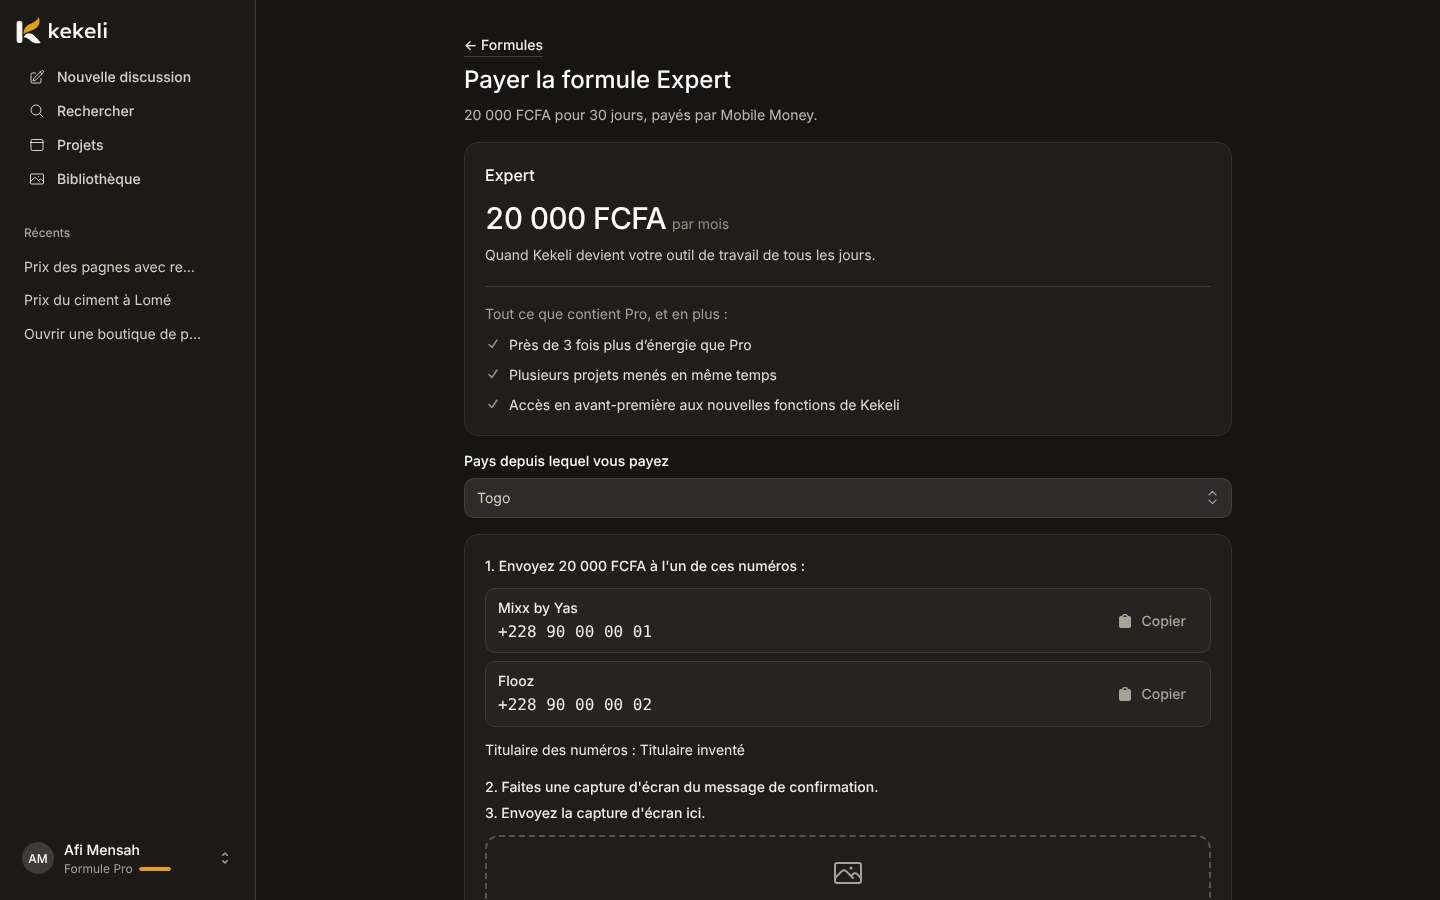 kekeli
Nouvelle discussion
Rechercher
Projets
Bibliothèque
Récents
Prix des pagnes avec re...
Prix du ciment à Lomé
Ouvrir une boutique de p...
AM
Afi Mensah
Formule Pro
← Formules
Payer la formule Expert
20 000 FCFA pour 30 jours, payés par Mobile Money.
Expert
20 000 FCFA par mois
Quand Kekeli devient votre outil de travail de tous les jours.
Tout ce que contient Pro, et en plus :
Près de 3 fois plus d’énergie que Pro
Plusieurs projets menés en même temps
Accès en avant-première aux nouvelles fonctions de Kekeli
Pays depuis lequel vous payez
Togo
1. Envoyez 20 000 FCFA à l'un de ces numéros :
Mixx by Yas
+228 90 00 00 01
Copier
Flooz
+228 90 00 00 02
Copier
Titulaire des numéros : Titulaire inventé
2. Faites une capture d'écran du message de confirmation.
3. Envoyez la capture d'écran ici.